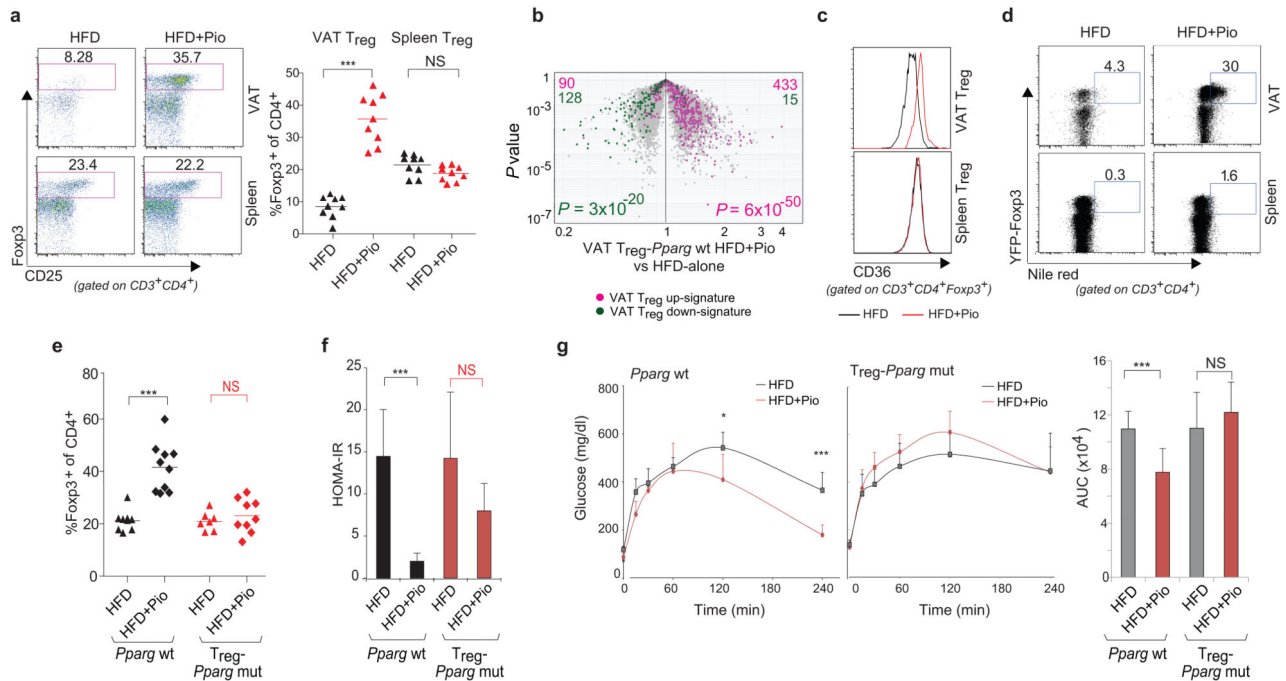 a
HFD
HFD+Pio
8.28
35.7
VAT
23.4
22.2
Spleen
Foxp3
CD25
(gated on CD3+CD4+)
VAT Treg
Spleen Treg
***
NS
%Foxp3+ of CD4+
50
40
30
20
10
0
HFD
HFD+Pio
HFD
HFD+Pio
b
P value
1
10-3
10-5
10-7
90
128
433
15
P = 3x10-20
P = 6x10-50
0.2
1
2
3
4
VAT Treg-Pparg wt HFD+Pio
vs HFD-alone
VAT Treg up-signature
VAT Treg down-signature
c
VAT Treg
Spleen Treg
CD36
(gated on CD3+CD4+Foxp3+)
HFD
HFD+Pio
d
HFD
HFD+Pio
4.3
30
VAT
0.3
1.6
Spleen
YFP-Foxp3
Nile red
(gated on CD3+CD4+)
e
%Foxp3+ of CD4+
80
60
40
20
0
***
NS
HFD
HFD+Pio
HFD
HFD+Pio
Pparg wt
Treg-
Pparg mut
f
HOMA-IR
25
20
15
10
5
0
***
NS
HFD
HFD+Pio
HFD
HFD+Pio
Pparg wt
Treg-
Pparg mut
g
Pparg wt
HFD
HFD+Pio
*
***
Glucose (mg/dl)
800
600
400
200
0
0
60
120
180
240
Time (min)
Treg-Pparg mut
HFD
HFD+Pio
0
60
120
180
240
Time (min)
AUC (x10⁴)
16
12
8
4
0
***
NS
HFD
HFD+Pio
HFD
HFD+Pio
Pparg wt
Treg-
Pparg mut